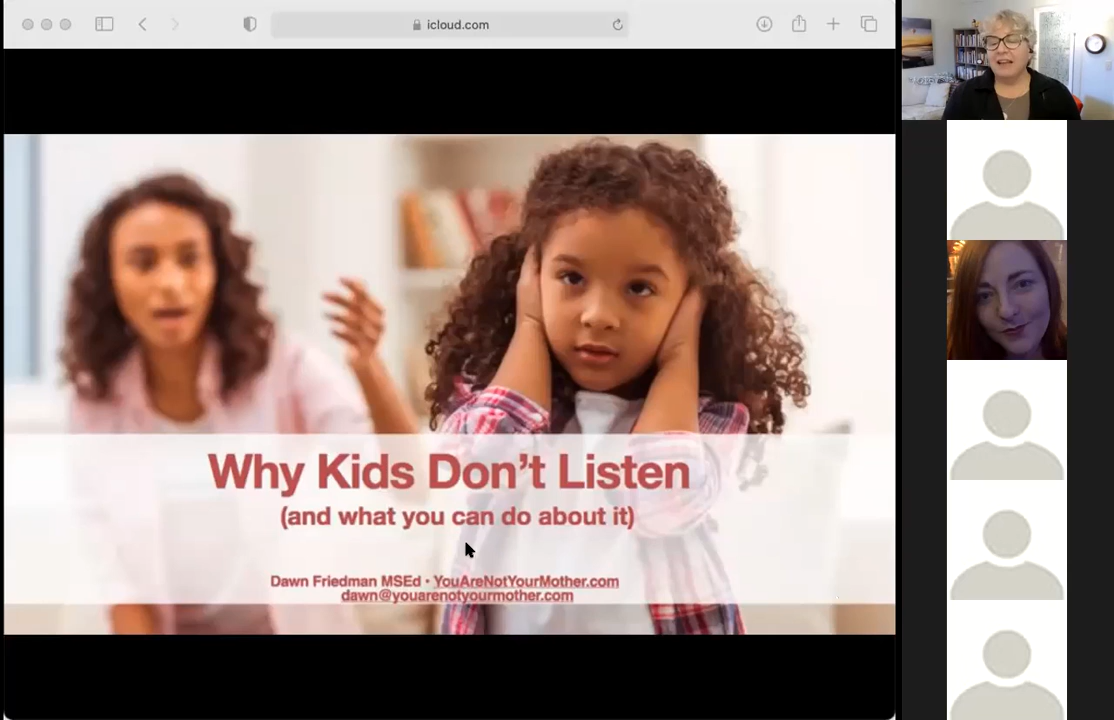 icloud.com
Why Kids Don't Listen
(and what you can do about it)
Dawn Friedman MSEd • YouAreNotYourMother.com
dawn@youarenotyourmother.com